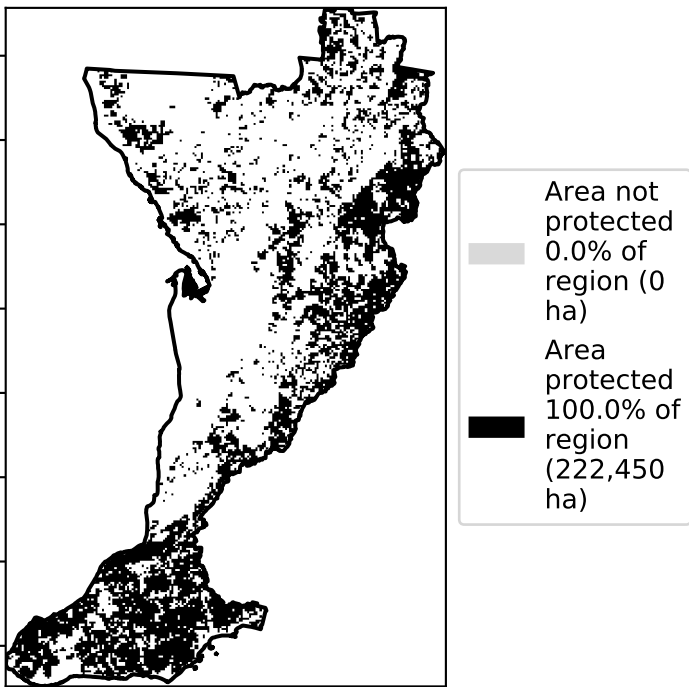 Area not
protected
0.0% of
region (0
ha)
Area
protected
100.0% of
region
(222,450
ha)